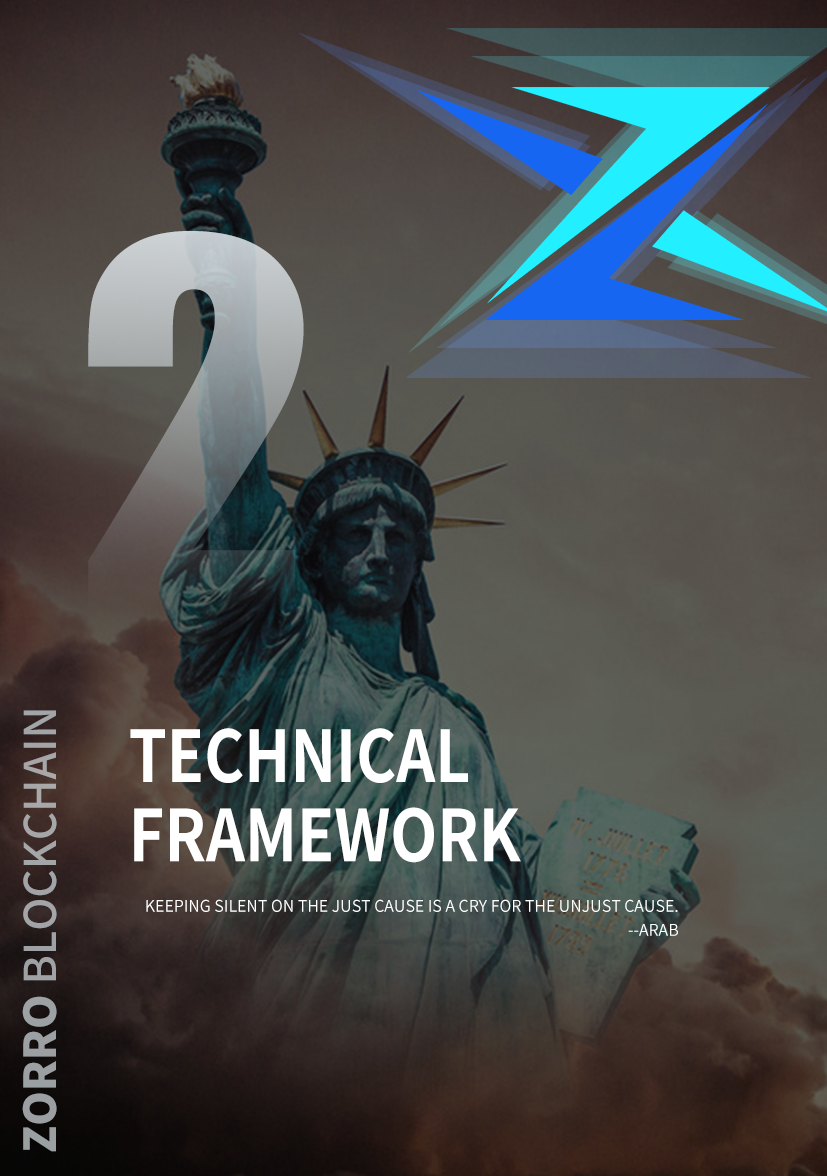 2
TECHNICAL
FRAMEWORK
KEEPING SILENT ON THE JUST CAUSE IS A CRY FOR THE UNJUST CAUSE.
--ARAB
ZORRO BLOCKCHAIN